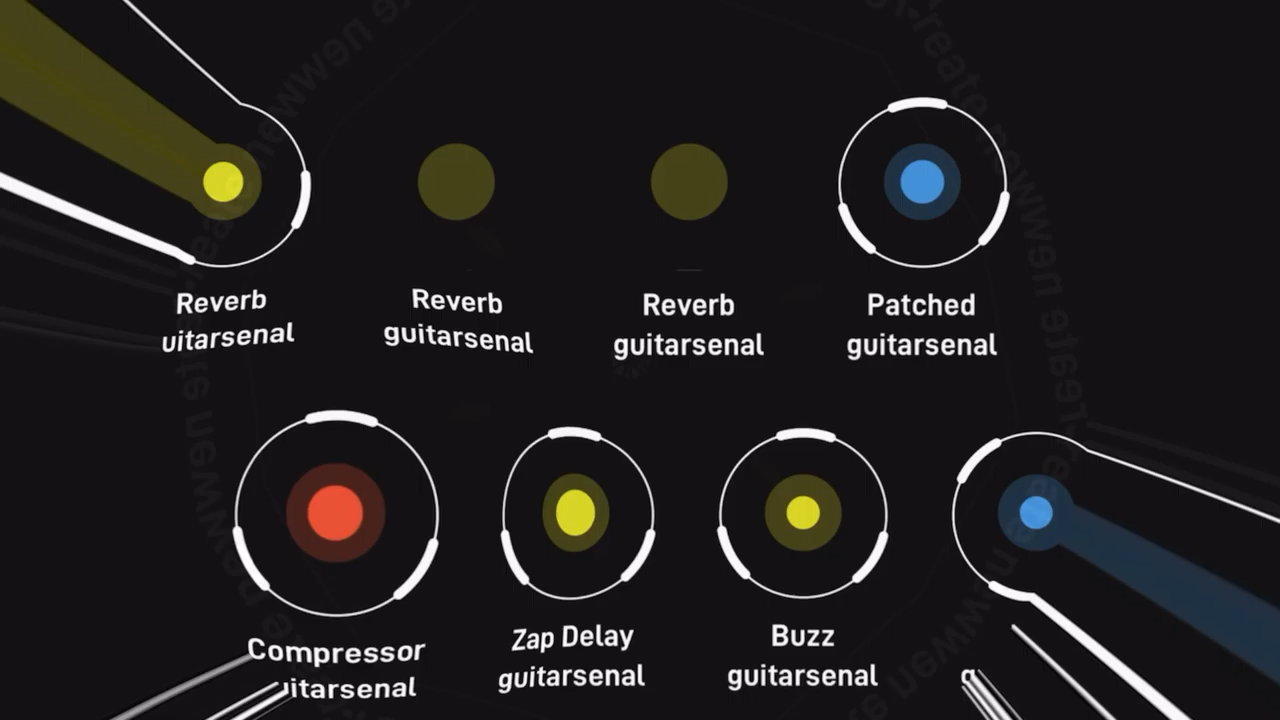 Reverb
uitarsenal
Reverb
guitarsenal
Reverb
guitarsenal
Patched
guitarsenal
Compressor
uitarsenal
Zap Delay
guitarsenal
Buzz
guitarsenal